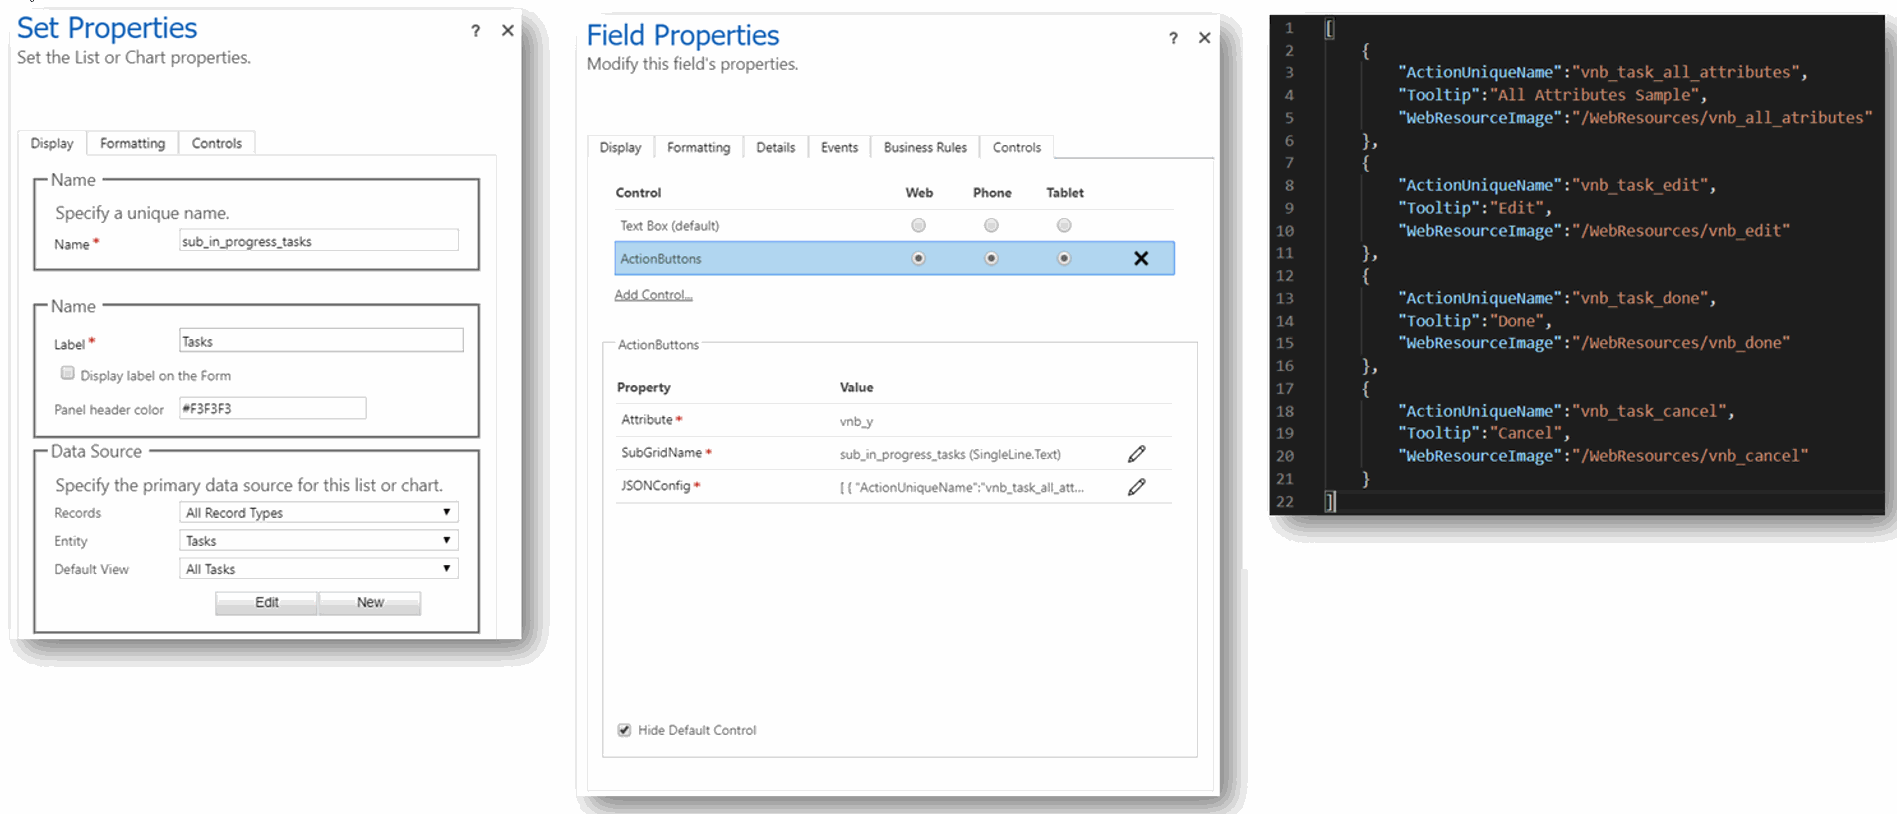 Set Properties
? ✕
Set the List or Chart properties.
Display Formatting Controls
Name
Specify a unique name.
Name * sub_in_progress_tasks
Name
Label * Tasks
Display label on the Form
Panel header color #F3F3F3
Data Source
Specify the primary data source for this list or chart.
Records All Record Types
Entity Tasks
Default View All Tasks
Edit New
Field Properties
? ✕
Modify this field's properties.
Display Formatting Details Events Business Rules Controls
Control Web Phone Tablet
Text Box (default)
ActionButtons
Add Control...
ActionButtons
Property Value
Attribute * vnb_y
SubGridName * sub_in_progress_tasks (SingleLine.Text)
JSONConfig * [ { "ActionUniqueName":"vnb_task_all_att...
Hide Default Control
1 [
2 {
3 "ActionUniqueName":"vnb_task_all_attributes",
4 "Tooltip":"All Attributes Sample",
5 "WebResourceImage":"/WebResources/vnb_all_atributes"
6 },
7 {
8 "ActionUniqueName":"vnb_task_edit",
9 "Tooltip":"Edit",
10 "WebResourceImage":"/WebResources/vnb_edit"
11 },
12 {
13 "ActionUniqueName":"vnb_task_done",
14 "Tooltip":"Done",
15 "WebResourceImage":"/WebResources/vnb_done"
16 },
17 {
18 "ActionUniqueName":"vnb_task_cancel",
19 "Tooltip":"Cancel",
20 "WebResourceImage":"/WebResources/vnb_cancel"
21 }
22 ]